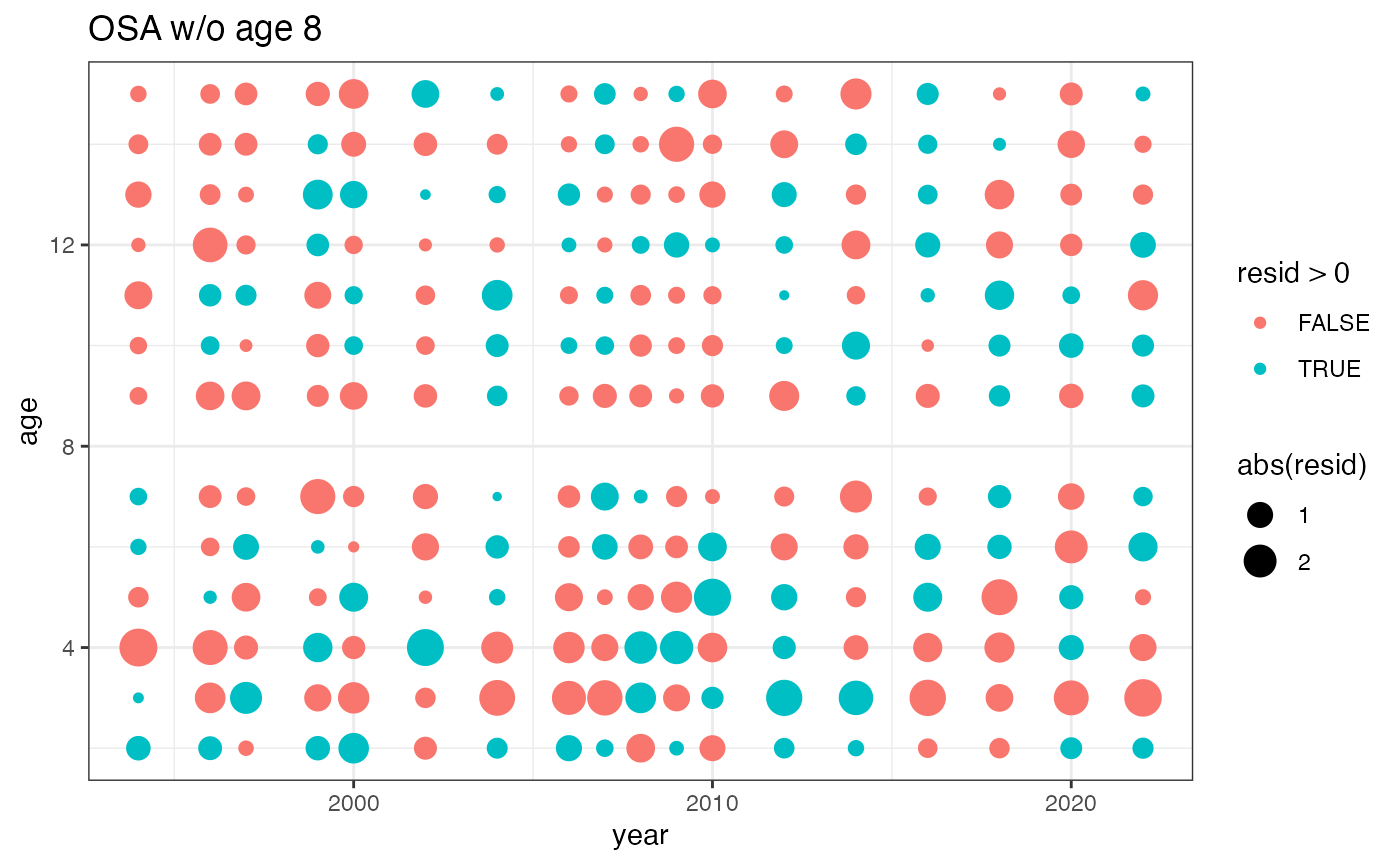 OSA w/o age 8
12
8
4
age
2000
2010
2020
year
resid > 0
FALSE
TRUE
abs(resid)
1
2